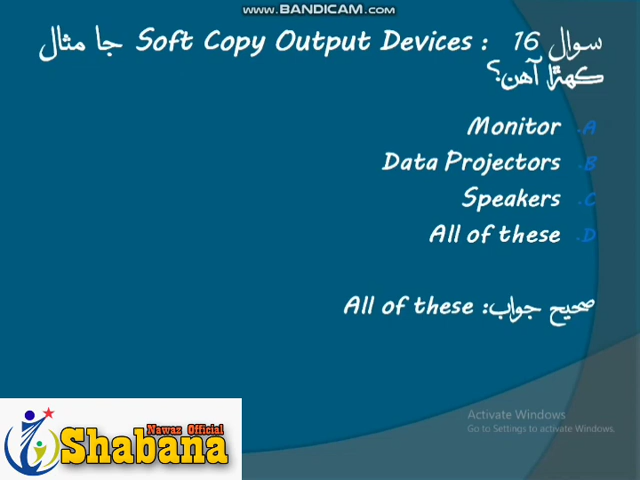 www.BANDICAM.com
سوال 16 : Soft Copy Output Devices جا مثال
ڪهڙا آهن؟
A. Monitor
B. Data Projectors
C. Speakers
D. All of these
صحيح جواب: All of these
Activate Windows
Go to Settings to activate Windows.
Nawaz Official
Shabana